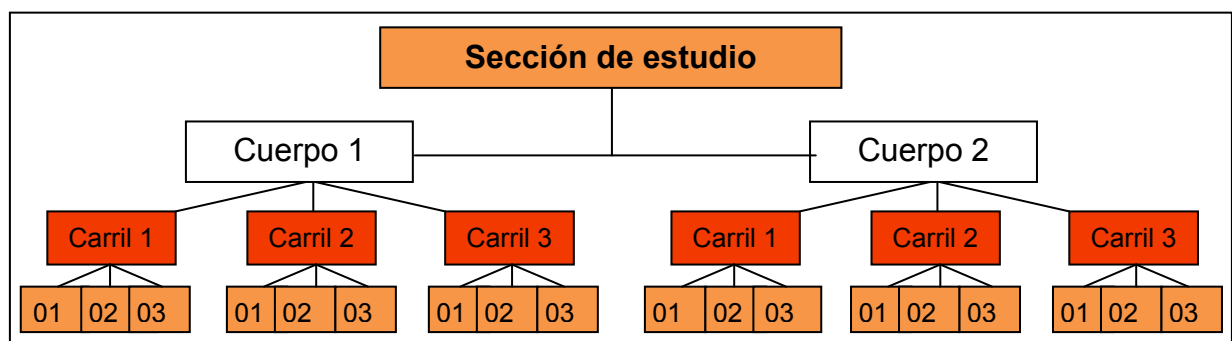 Sección de estudio
Cuerpo 1 Cuerpo 2
Carril 1 Carril 2 Carril 3 Carril 1 Carril 2 Carril 3
01 02 03 01 02 03 01 02 03 01 02 03 01 02 03 01 02 03